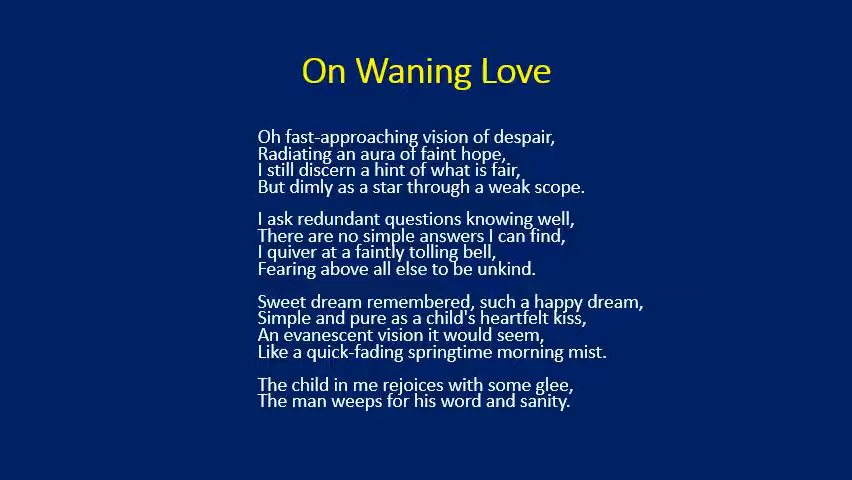 On Waning Love
Oh fast-approaching vision of despair,
Radiating an aura of faint hope,
I still discern a hint of what is fair,
But dimly as a star through a weak scope.
I ask redundant questions knowing well,
There are no simple answers I can find,
I quiver at a faintly tolling bell,
Fearing above all else to be unkind.
Sweet dream remembered, such a happy dream,
Simple and pure as a child's heartfelt kiss,
An evanescent vision it would seem,
Like a quick-fading springtime morning mist.
The child in me rejoices with some glee,
The man weeps for his word and sanity.